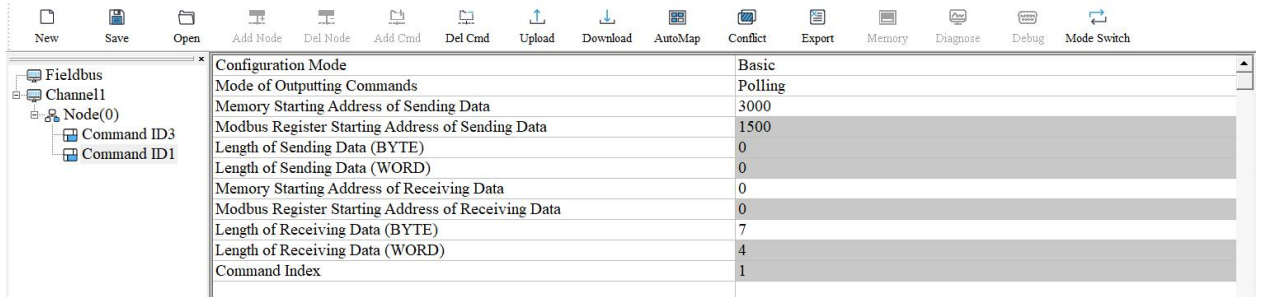 New Save Open Add Node Del Node Add Cmd Del Cmd Upload Download AutoMap Conflict Export Memory Diagnose Debug Mode Switch
Fieldbus
Channel1
Node(0)
Command ID3
Command ID1
Configuration Mode Basic
Mode of Outputting Commands Polling
Memory Starting Address of Sending Data 3000
Modbus Register Starting Address of Sending Data 1500
Length of Sending Data (BYTE) 0
Length of Sending Data (WORD) 0
Memory Starting Address of Receiving Data 0
Modbus Register Starting Address of Receiving Data 0
Length of Receiving Data (BYTE) 7
Length of Receiving Data (WORD) 4
Command Index 1